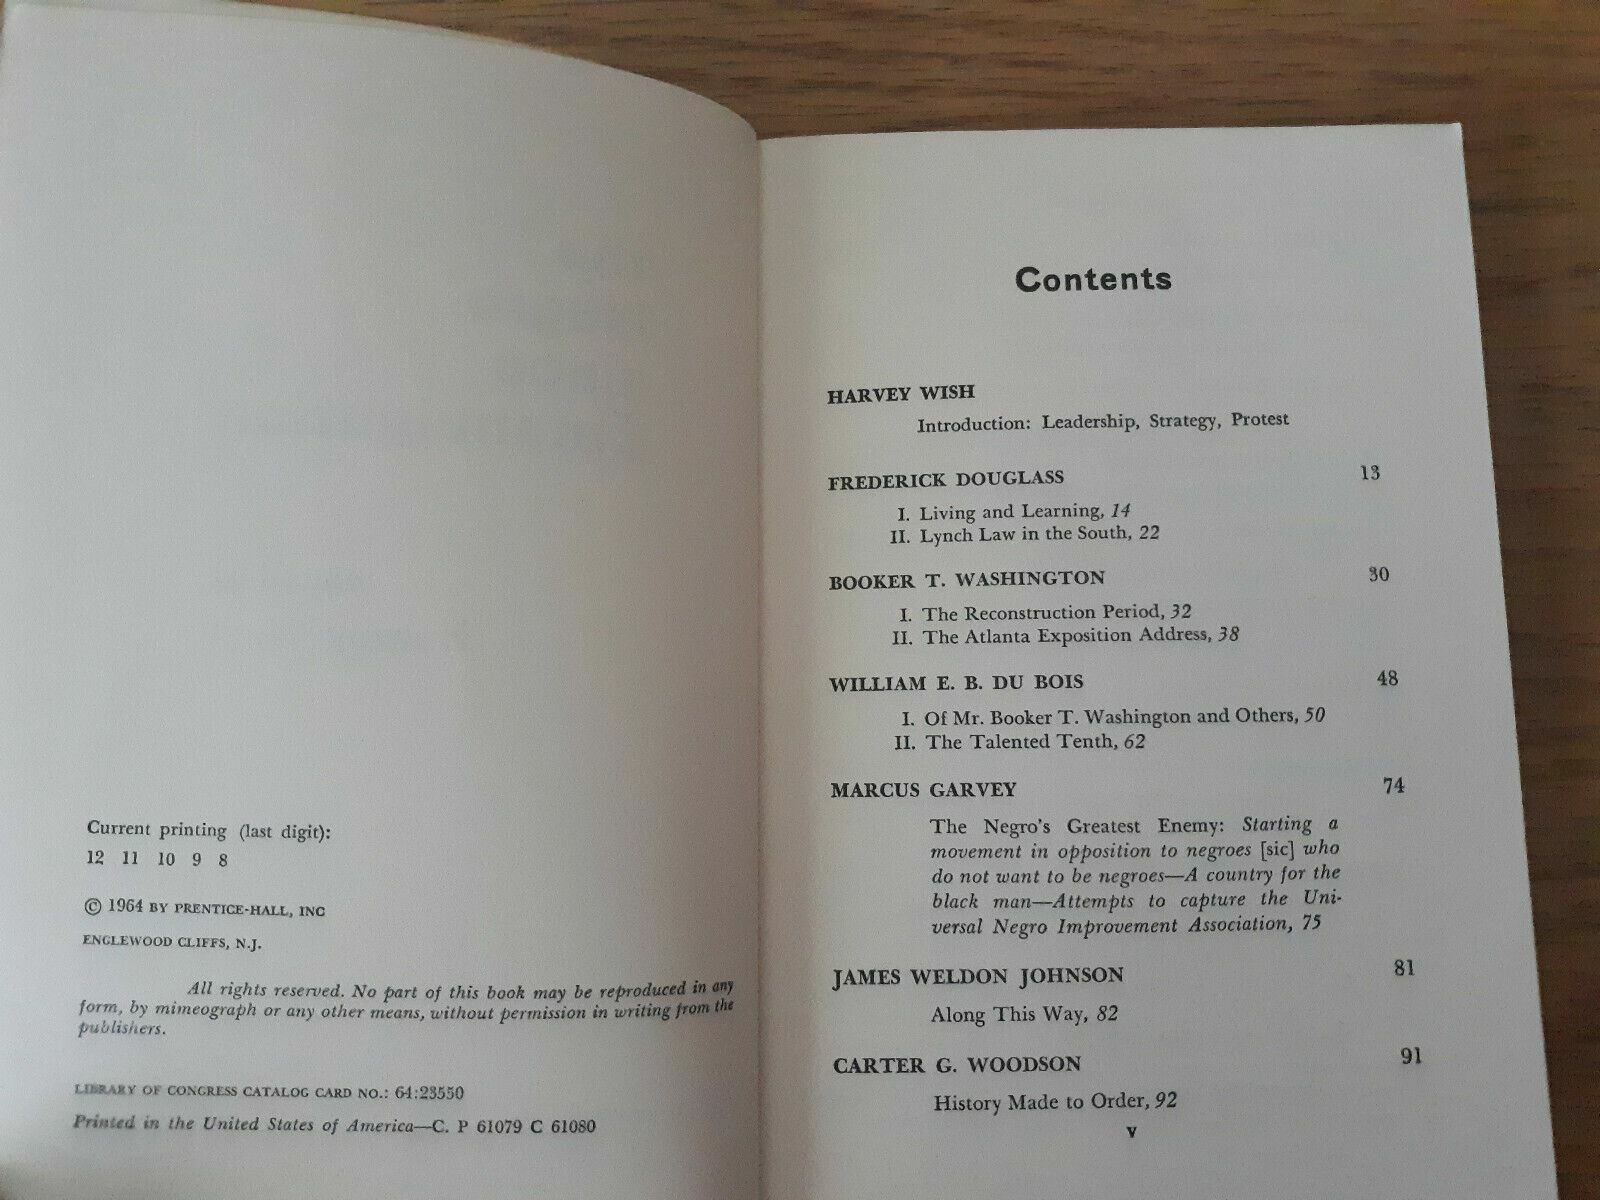 Current printing (last digit):
12 11 10 9 8
© 1964 BY PRENTICE-HALL, INC
ENGLEWOOD CLIFFS, N.J.
All rights reserved. No part of this book may be reproduced in any
form, by mimeograph or any other means, without permission in writing from the
publishers.
LIBRARY OF CONGRESS CATALOG CARD NO.: 64:23550
Printed in the United States of America—C. P 61079 C 61080
Contents
HARVEY WISH
Introduction: Leadership, Strategy, Protest
FREDERICK DOUGLASS 13
I. Living and Learning, 14
II. Lynch Law in the South, 22
BOOKER T. WASHINGTON 30
I. The Reconstruction Period, 32
II. The Atlanta Exposition Address, 38
WILLIAM E. B. DU BOIS 48
I. Of Mr. Booker T. Washington and Others, 50
II. The Talented Tenth, 62
MARCUS GARVEY 74
The Negro's Greatest Enemy: Starting a
movement in opposition to negroes [sic] who
do not want to be negroes—A country for the
black man—Attempts to capture the Uni-
versal Negro Improvement Association, 75
JAMES WELDON JOHNSON 81
Along This Way, 82
CARTER G. WOODSON 91
History Made to Order, 92
v